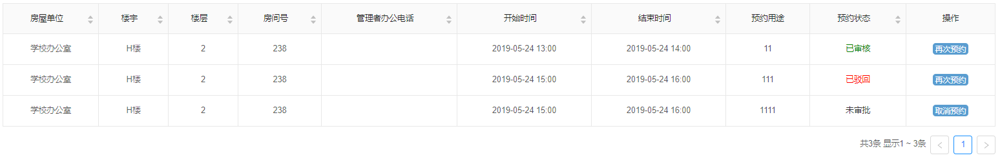 房屋单位 楼宇 楼层 房间号 管理者办公电话 开始时间 结束时间 预约用途 预约状态 操作
学校办公室 H楼 2 238 2019-05-24 13:00 2019-05-24 14:00 11 已审核 再次预约
学校办公室 H楼 2 238 2019-05-24 15:00 2019-05-24 16:00 111 已驳回 再次预约
学校办公室 H楼 2 238 2019-05-24 15:00 2019-05-24 16:00 1111 未审批 取消预约
共3条 显示1 ~ 3条 < 1 >